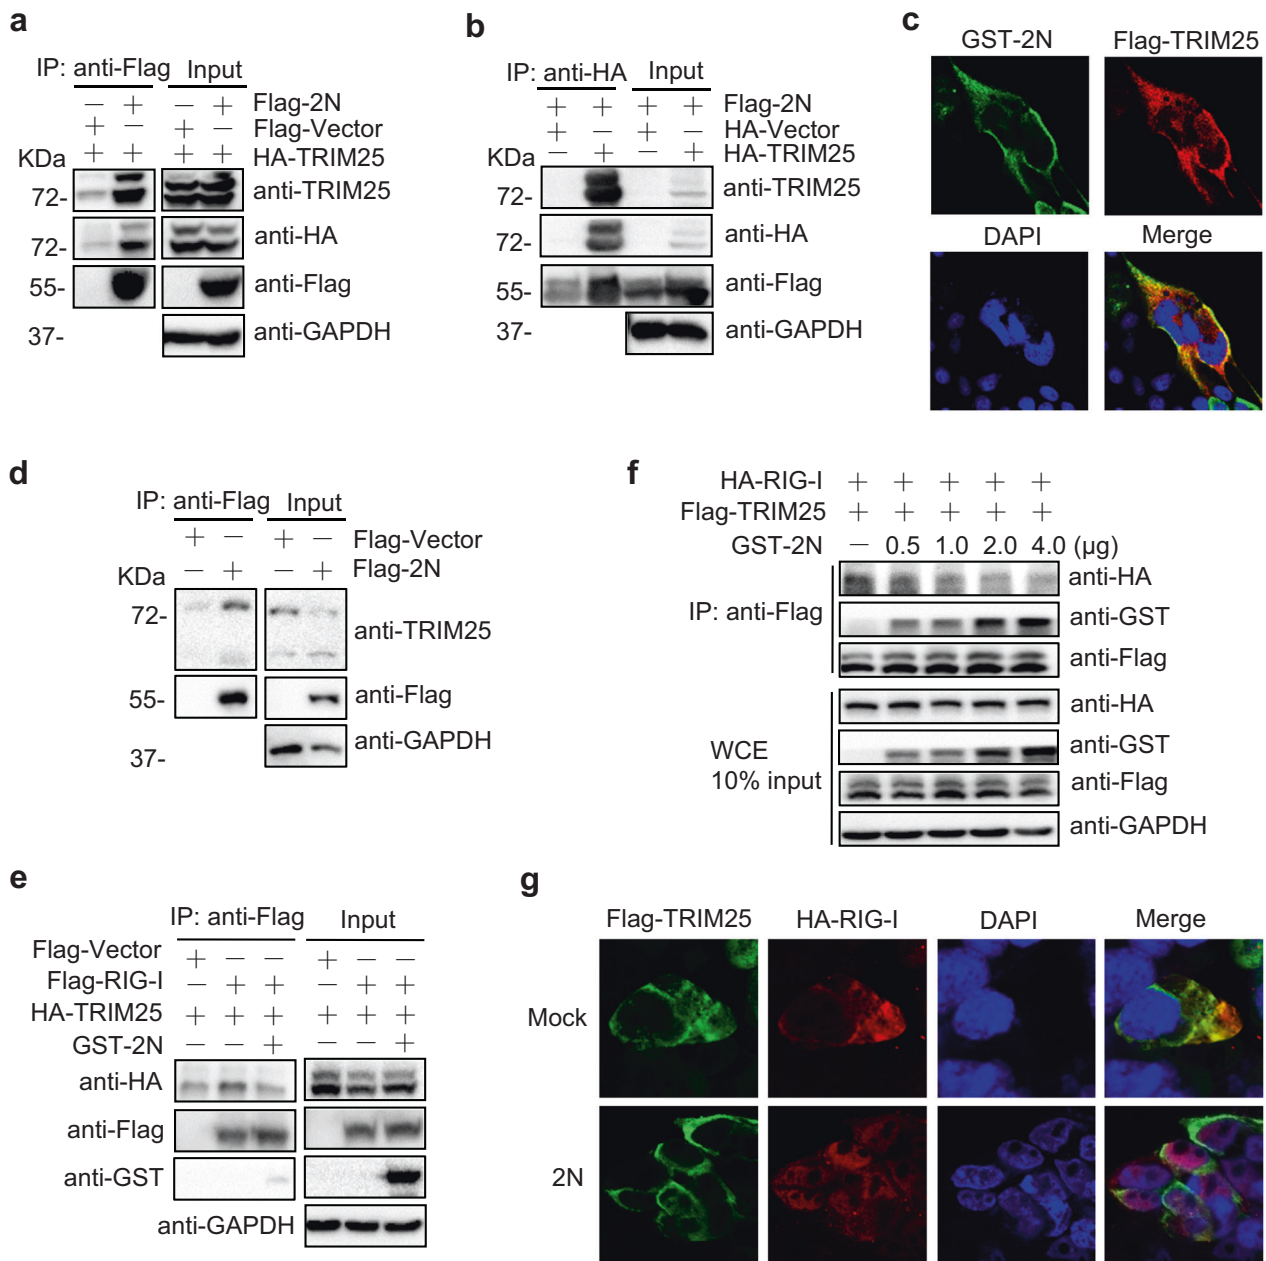 a
IP: anti-Flag Input
− + − + Flag-2N
+ − + − Flag-Vector
KDa + + + + HA-TRIM25
72- anti-TRIM25
72- anti-HA
55- anti-Flag
37- anti-GAPDH
b
IP: anti-HA Input
+ + + + Flag-2N
+ − + − HA-Vector
KDa − + − + HA-TRIM25
72- anti-TRIM25
72- anti-HA
55- anti-Flag
37- anti-GAPDH
c
GST-2N Flag-TRIM25
DAPI Merge
d
IP: anti-Flag Input
+ − + − Flag-Vector
KDa − + − + Flag-2N
72- anti-TRIM25
55- anti-Flag
37- anti-GAPDH
f
HA-RIG-I + + + + +
Flag-TRIM25 + + + + +
GST-2N − 0.5 1.0 2.0 4.0 (µg)
IP: anti-Flag
anti-HA
anti-GST
anti-Flag
WCE
10% input
anti-HA
anti-GST
anti-Flag
anti-GAPDH
e
IP: anti-Flag Input
Flag-Vector + − − + − −
Flag-RIG-I − + + − + +
HA-TRIM25 + + + + + +
GST-2N − − + − − +
anti-HA
anti-Flag
anti-GST
anti-GAPDH
g
Flag-TRIM25 HA-RIG-I DAPI Merge
Mock
2N